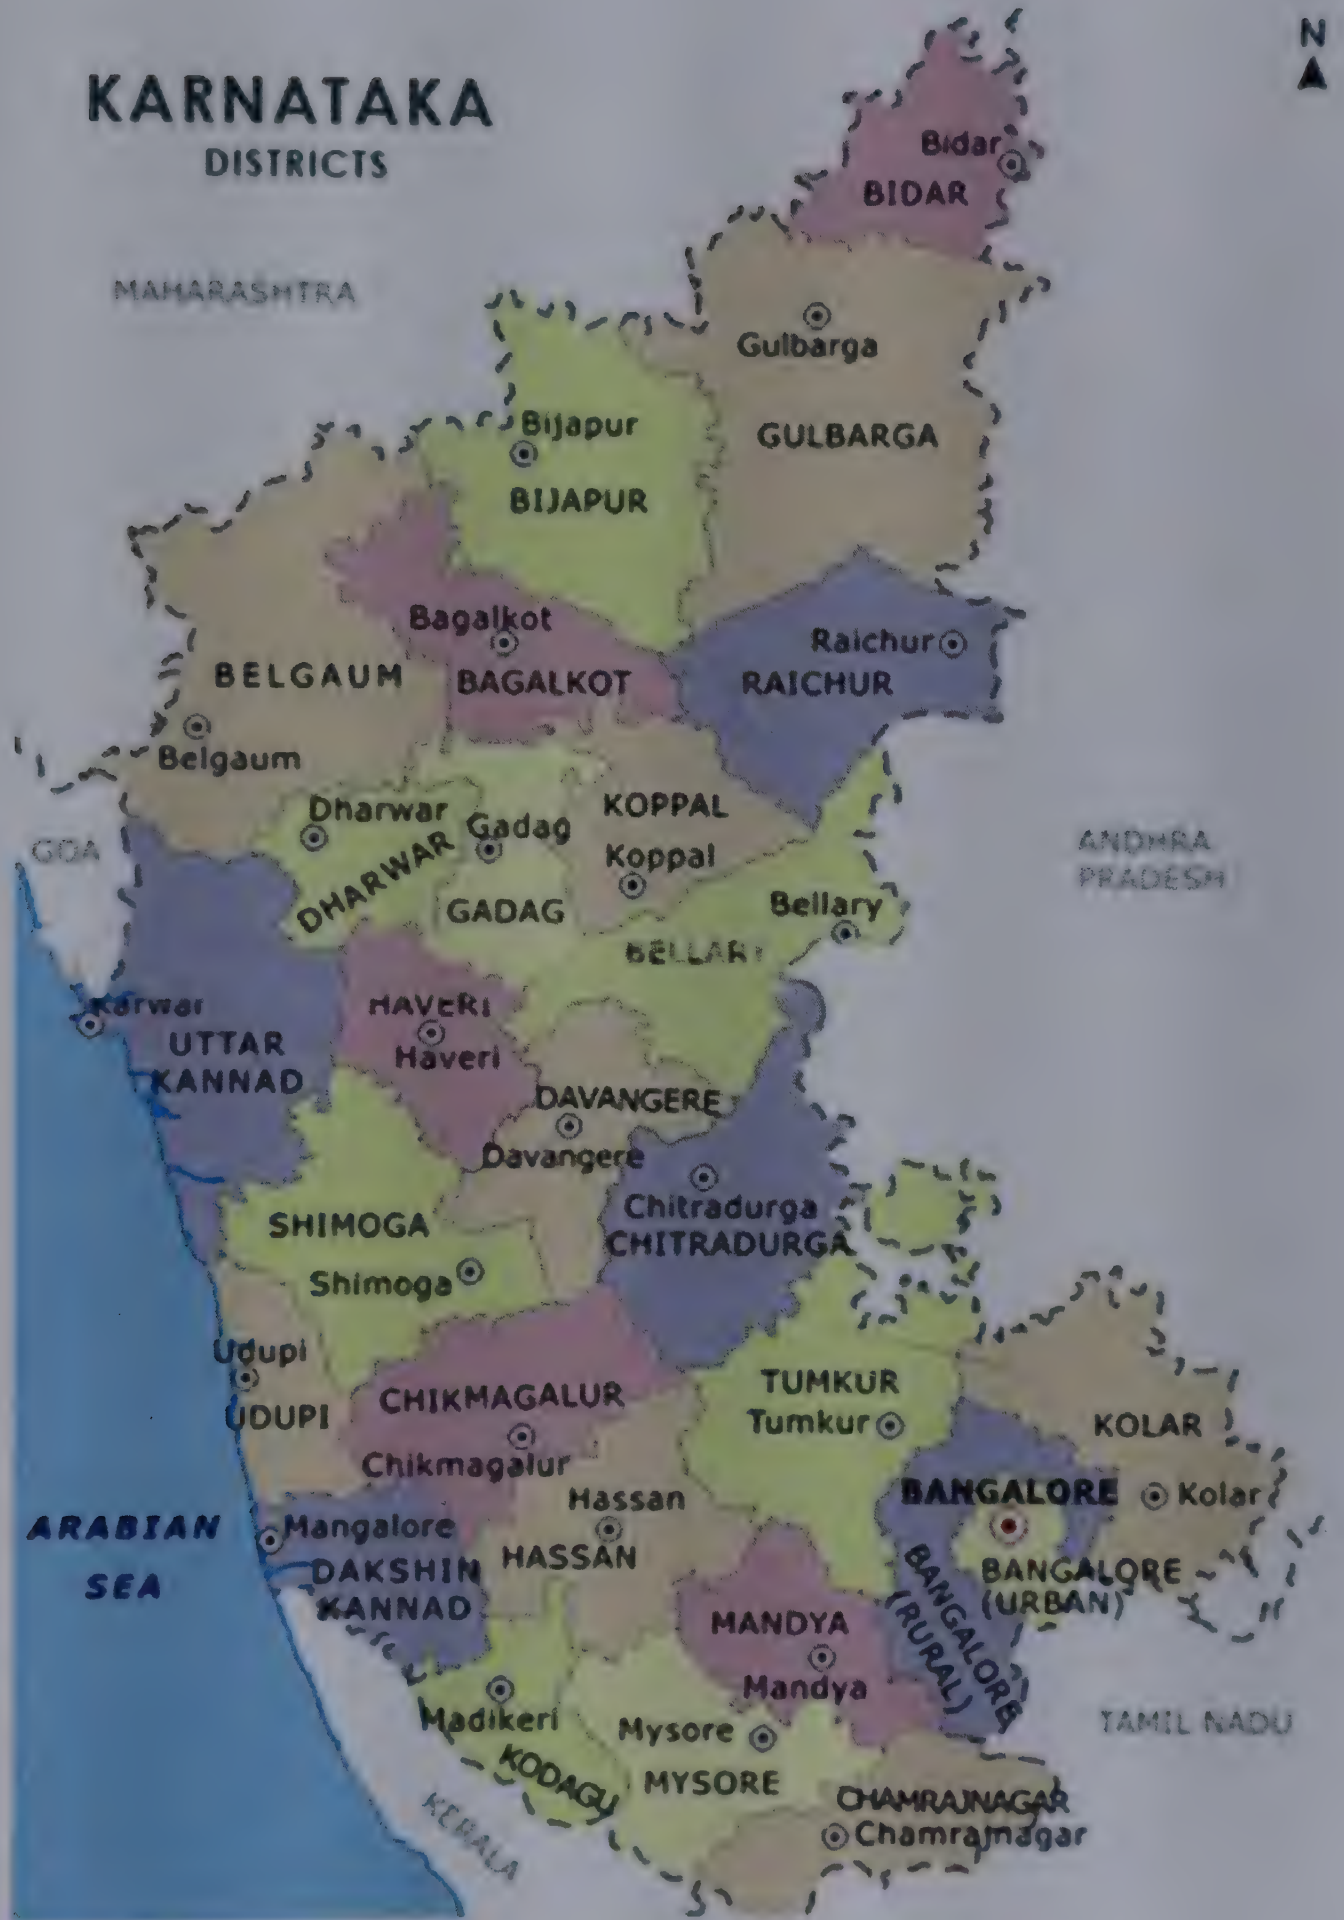 N
KARNATAKA
DISTRICTS
Bidar
BIDAR
MAHARASHTRA
Gulbarga
GULBARGA
Bijapur
BIJAPUR
Bagalkot
BAGALKOT
Raichur
RAICHUR
BELGAUM
Belgaum
Dharwar
DHARWAR
Gadag
GADAG
KOPPAL
Koppal
GOA
ANDHRA
PRADESH
Bellary
BELLARY
Karwar
UTTAR
KANNAD
HAVERI
Haveri
DAVANGERE
Davangere
Chitradurga
CHITRADURGA
SHIMOGA
Shimoga
Udupi
UDUPI
CHIKMAGALUR
Chikmagalur
TUMKUR
Tumkur
KOLAR
Kolar
BANGALORE
BANGALORE
(URBAN)
BANGALORE
(RURAL)
Hassan
HASSAN
ARABIAN
SEA
Mangalore
DAKSHIN
KANNAD
MANDYA
Mandya
Madikeri
KODAGU
Mysore
MYSORE
TAMIL NADU
CHAMRAJNAGAR
Chamrajnagar
KERALA